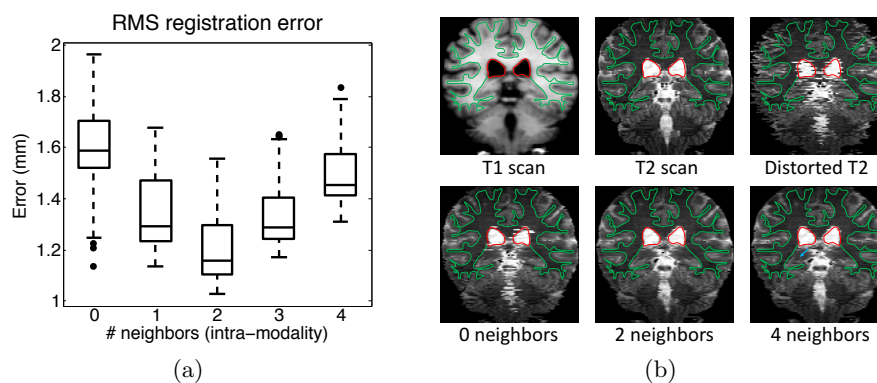 RMS registration error
2
1.8
1.6
1.4
1.2
1
Error (mm)
0 1 2 3 4
# neighbors (intra−modality)
(a)
T1 scan T2 scan Distorted T2
0 neighbors 2 neighbors 4 neighbors
(b)